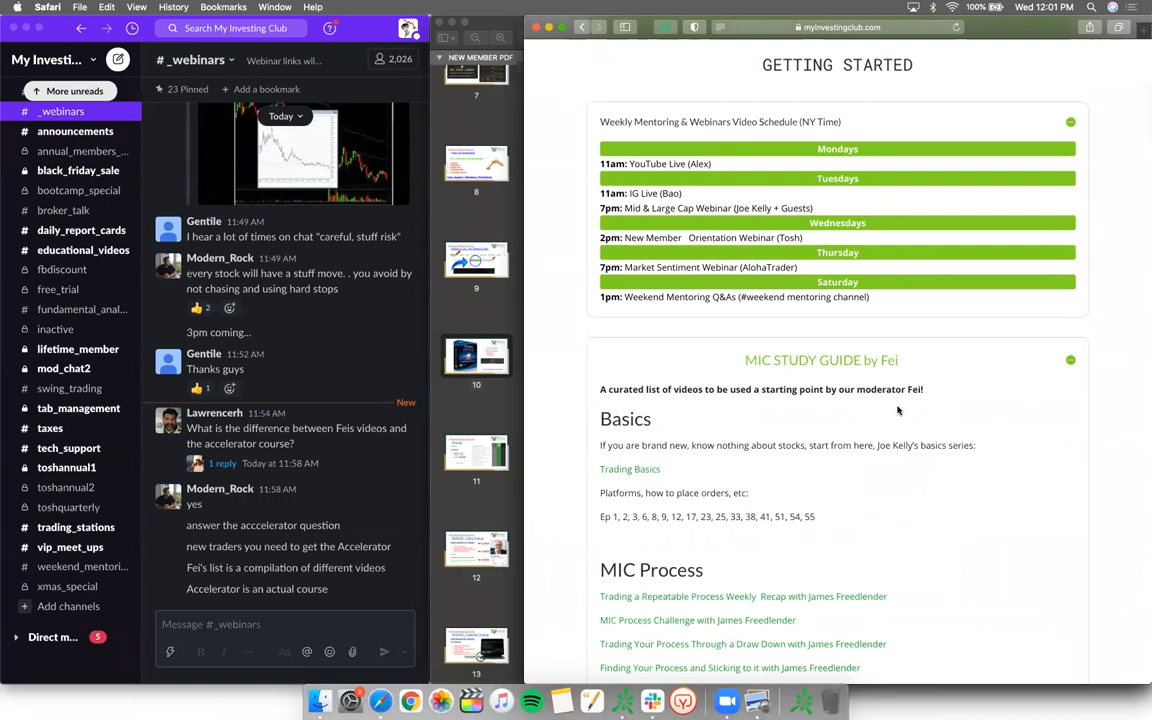 Safari File Edit View History Bookmarks Window Help
100% Wed 12:01 PM
Search My Investing Club
My Investi...
More unreads
# _webinars
announcements
annual_members_...
black_friday_sale
bootcamp_special
# broker_talk
# daily_report_cards
# educational_videos
fbdiscount
# free_trial
# fundamental_anal...
inactive
lifetime_member
mod_chat2
# swing_trading
# tab_management
# taxes
# tech_support
toshannual1
toshannual2
toshquarterly
# trading_stations
# vip_meet_ups
# weekend_mentori...
xmas_special
Add channels
Direct m... 5
# _webinars
Webinar links wil...
2,026
23 Pinned + Add a bookmark
Today
Gentile 11:49 AM
I hear a lot of times on chat "careful, stuff risk"
Modern_Rock 11:49 AM
every stock will have a stuff move. . you avoid by
not chasing and using hard stops
2
3pm coming...
Gentile 11:52 AM
Thanks guys
1
New
Lawrencerh 11:54 AM
What is the difference between Feis videos and
the accelerator course?
1 reply Today at 11:58 AM
Modern_Rock 11:58 AM
yes
answer the acccelerator question
new traders you need to get the Accelerator
Fei's list is a compilation of different videos
Accelerator is an actual course
Message #_webinars
NEW MEMBER PDF
7
8
9
10
11
12
13
myinvestingclub.com
GETTING STARTED
Weekly Mentoring & Webinars Video Schedule (NY Time)
Mondays
11am: YouTube Live (Alex)
Tuesdays
11am: IG Live (Bao)
7pm: Mid & Large Cap Webinar (Joe Kelly + Guests)
Wednesdays
2pm: New Member Orientation Webinar (Tosh)
Thursday
7pm: Market Sentiment Webinar (AlohaTrader)
Saturday
1pm: Weekend Mentoring Q&As (#weekend mentoring channel)
MIC STUDY GUIDE by Fei
A curated list of videos to be used a starting point by our moderator Fei!
Basics
If you are brand new, know nothing about stocks, start from here, Joe Kelly's basics series:
Trading Basics
Platforms, how to place orders, etc:
Ep 1, 2, 3, 6, 8, 9, 12, 17, 23, 25, 33, 38, 41, 51, 54, 55
MIC Process
Trading a Repeatable Process Weekly Recap with James Freedlender
MIC Process Challenge with James Freedlender
Trading Your Process Through a Draw Down with James Freedlender
Finding Your Process and Sticking to it with James Freedlender